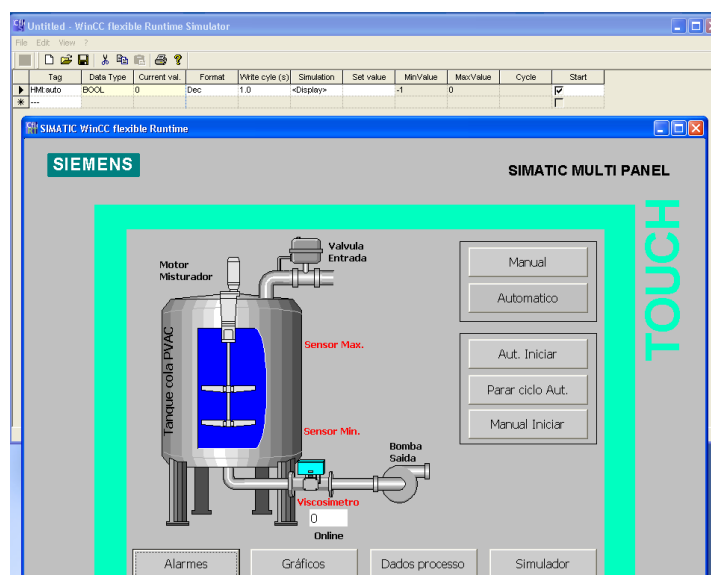 Untitled - WinCC flexible Runtime Simulator
File Edit View ?
Tag Data Type Current val. Format Write cyle (s) Simulation Set value MinValue MaxValue Cycle Start
HMI:auto BOOL 0 Dec 1.0 <Display> -1 0
---
SIMATIC WinCC flexible Runtime
SIEMENS
SIMATIC MULTI PANEL
TOUCH
Valvula
Entrada
Motor
Misturador
Manual
Automatico
Tanque cola PVAC
Sensor Max.
Aut. Iniciar
Parar ciclo Aut.
Manual Iniciar
Sensor Min.
Bomba
Saida
Viscosimetro
0
Online
Alarmes
Gráficos
Dados processo
Simulador